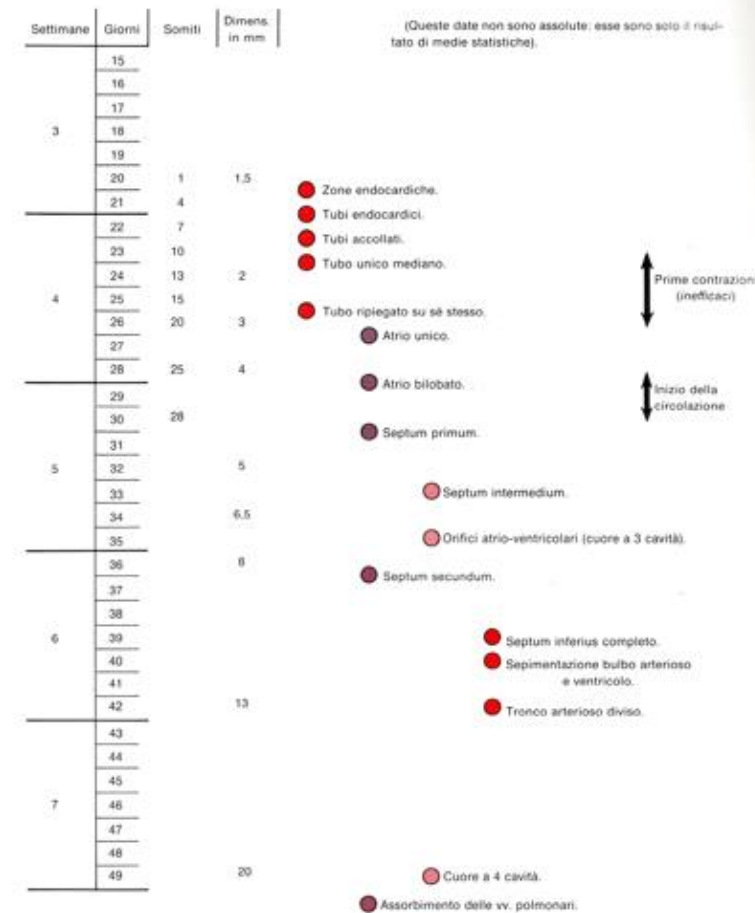 Settimane Giorni Somiti Dimens. in mm
(Queste date non sono assolute: esse sono solo il risul-
tato di medie statistiche).
15
16
17
3 18
19
20 1 1,5
Zone endocardiche.
21 4
Tubi endocardici.
22 7
Tubi accollati.
23 10
Tubo unico mediano.
24 13 2
Prime contrazioni
(inefficaci)
4 25 15
Tubo ripiegato su sè stesso.
26 20 3
Atrio unico.
27
28 25 4
Atrio bilobato.
29
Inizio della
circolazione
30 28
Septum primum.
31
5 32 5
33
Septum intermedium.
34 6,5
35
Orifici atrio-ventricolari (cuore a 3 cavità).
36 8
Septum secundum.
37
38
6 39
Septum inferius completo.
40
Sepimentazione bulbo arterioso
e ventricolo.
41
42 13
Tronco arterioso diviso.
43
44
45
7 46
47
48
49 20
Cuore a 4 cavità.
Assorbimento delle vv. polmonari.